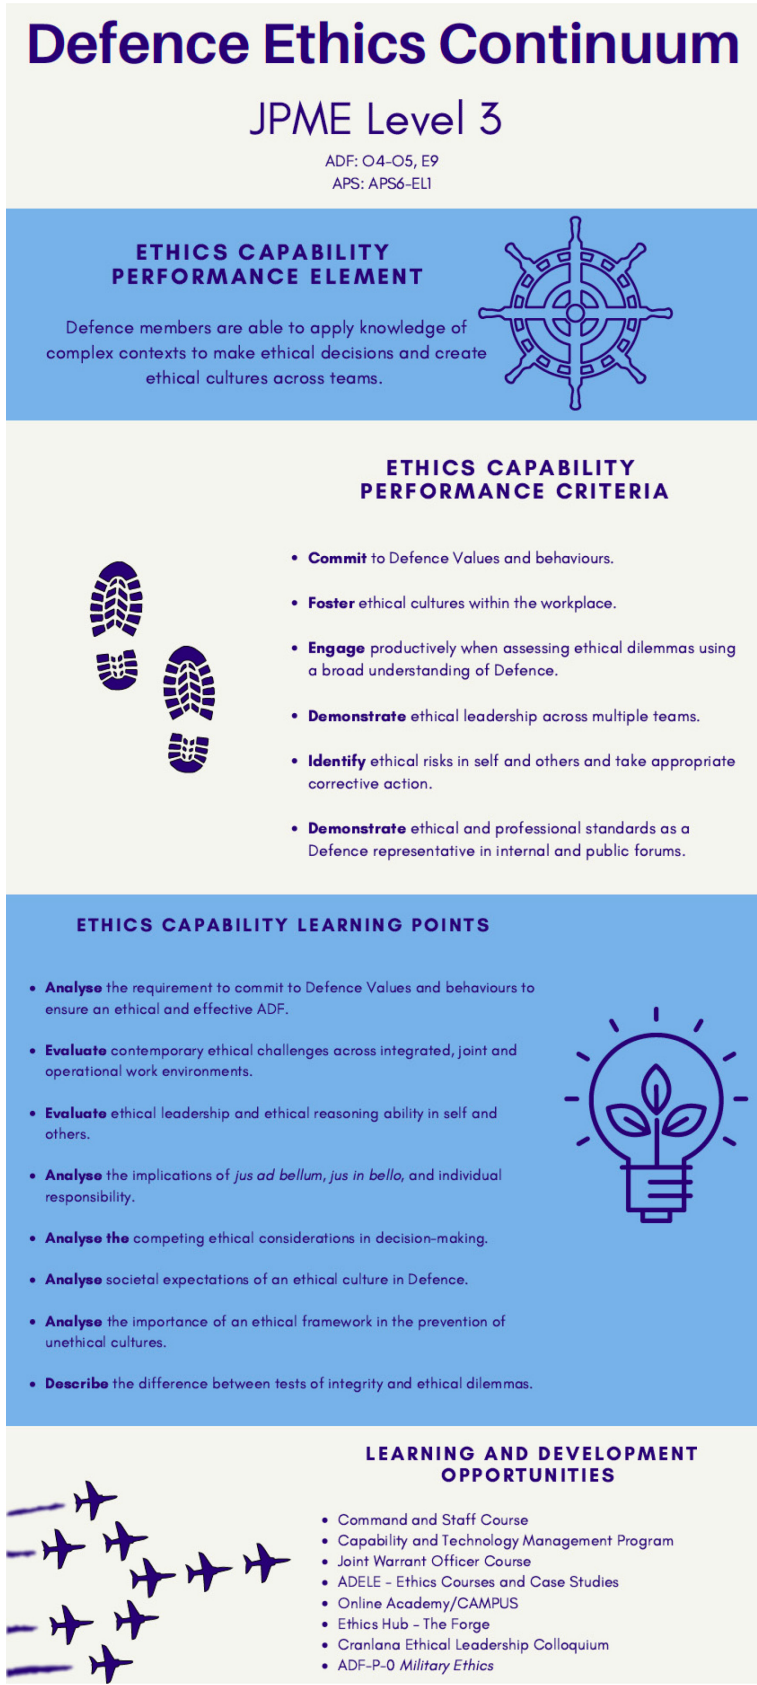 Defence Ethics Continuum
JPME Level 3
ADF: O4-O5, E9
APS: APS6-EL1
ETHICS CAPABILITY
PERFORMANCE ELEMENT
Defence members are able to apply knowledge of
complex contexts to make ethical decisions and create
ethical cultures across teams.
ETHICS CAPABILITY
PERFORMANCE CRITERIA
• Commit to Defence Values and behaviours.
• Foster ethical cultures within the workplace.
• Engage productively when assessing ethical dilemmas using
a broad understanding of Defence.
• Demonstrate ethical leadership across multiple teams.
• Identify ethical risks in self and others and take appropriate
corrective action.
• Demonstrate ethical and professional standards as a
Defence representative in internal and public forums.
ETHICS CAPABILITY LEARNING POINTS
• Analyse the requirement to commit to Defence Values and behaviours to
ensure an ethical and effective ADF.
• Evaluate contemporary ethical challenges across integrated, joint and
operational work environments.
• Evaluate ethical leadership and ethical reasoning ability in self and
others.
• Analyse the implications of jus ad bellum, jus in bello, and individual
responsibility.
• Analyse the competing ethical considerations in decision-making.
• Analyse societal expectations of an ethical culture in Defence.
• Analyse the importance of an ethical framework in the prevention of
unethical cultures.
• Describe the difference between tests of integrity and ethical dilemmas.
LEARNING AND DEVELOPMENT
OPPORTUNITIES
• Command and Staff Course
• Capability and Technology Management Program
• Joint Warrant Officer Course
• ADELE - Ethics Courses and Case Studies
• Online Academy/CAMPUS
• Ethics Hub - The Forge
• Cranlana Ethical Leadership Colloquium
• ADF-P-0 Military Ethics